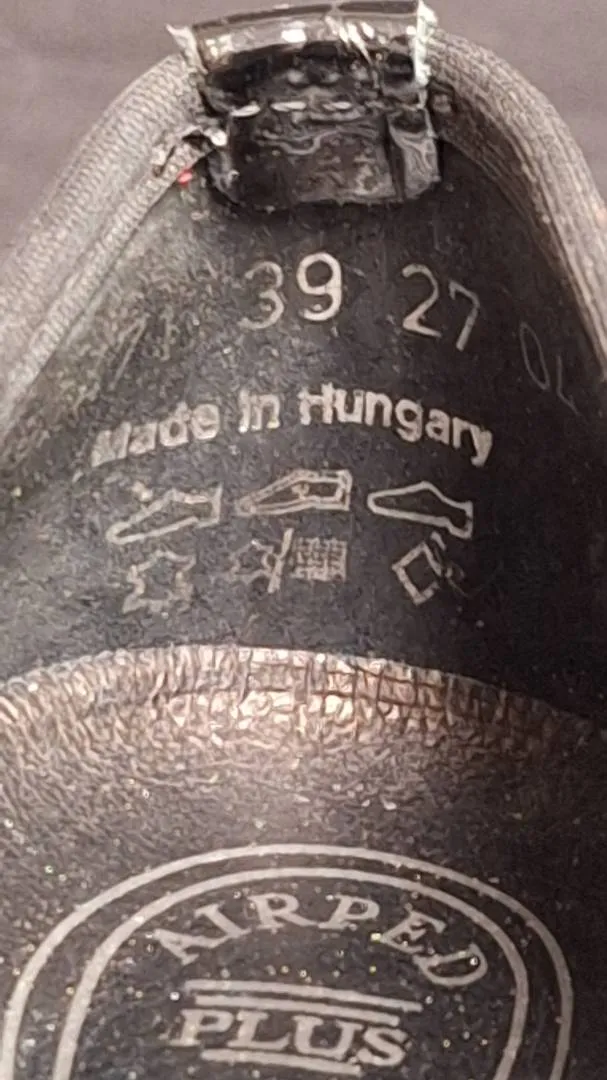 39 27
Made in Hungary
AIRPED
PLUS